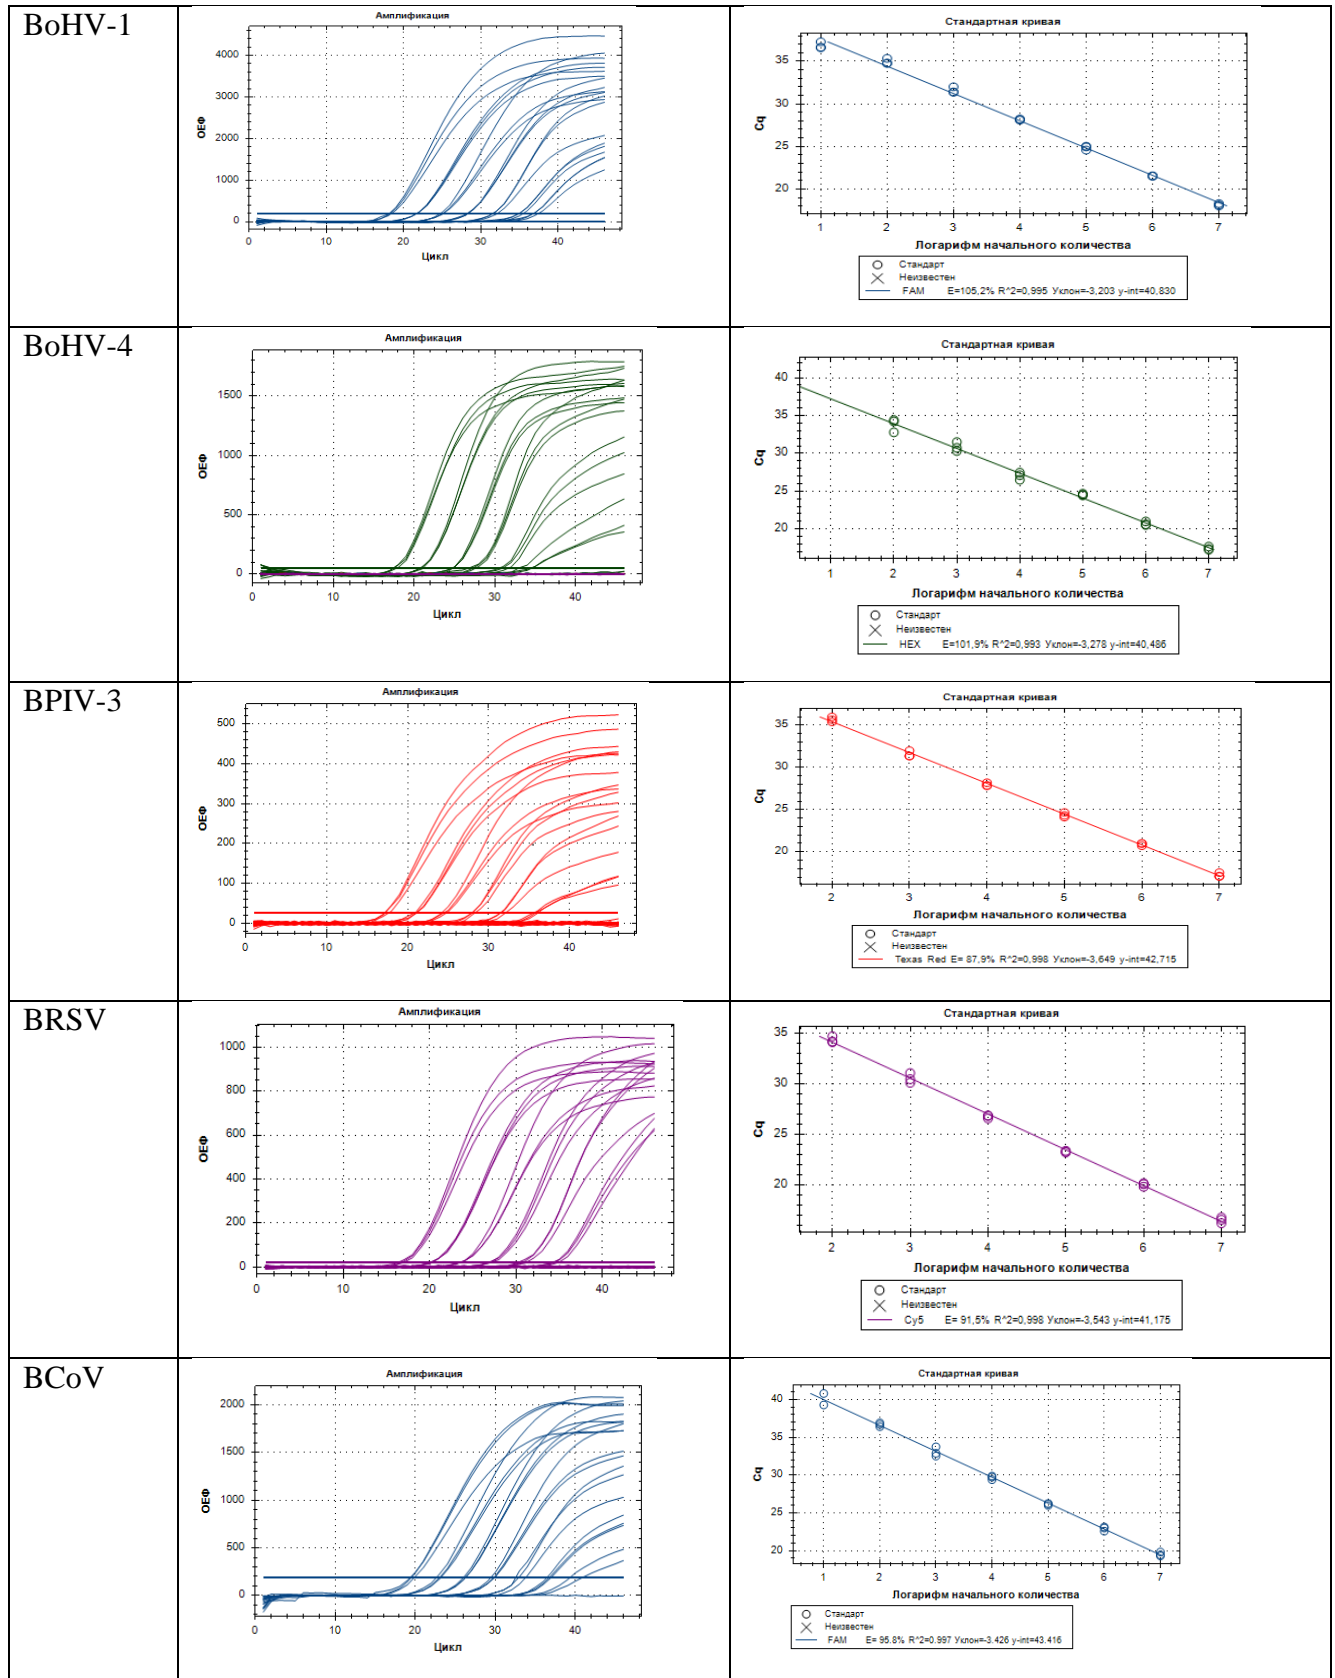 BoHV-1
Амплификация
ОЕФ
4000
3000
2000
1000
0
0 10 20 30 40
Цикл
Стандартная кривая
Cq
35
30
25
20
1 2 3 4 5 6 7
Логарифм начального количества
Стандарт
Неизвестен
FAM E=105,2% R^2=0,995 Уклон=-3,203 y-int=40,830
BoHV-4
Амплификация
ОЕФ
1500
1000
500
0
0 10 20 30 40
Цикл
Стандартная кривая
Cq
40
35
30
25
20
1 2 3 4 5 6 7
Логарифм начального количества
Стандарт
Неизвестен
HEX E=101,9% R^2=0,993 Уклон=-3,278 y-int=40,486
BPIV-3
Амплификация
ОЕФ
500
400
300
200
100
0
0 10 20 30 40
Цикл
Стандартная кривая
Cq
35
30
25
20
2 3 4 5 6 7
Логарифм начального количества
Стандарт
Неизвестен
Texas Red E= 87,9% R^2=0,998 Уклон=-3,649 y-int=42,715
BRSV
Амплификация
ОЕФ
1000
800
600
400
200
0
0 10 20 30 40
Цикл
Стандартная кривая
Cq
35
30
25
20
2 3 4 5 6 7
Логарифм начального количества
Стандарт
Неизвестен
Cy5 E= 91,5% R^2=0,998 Уклон=-3,543 y-int=41,175
BCoV
Амплификация
ОЕФ
2000
1500
1000
500
0
0 10 20 30 40
Цикл
Стандартная кривая
Cq
40
35
30
25
20
1 2 3 4 5 6 7
Логарифм начального количества
Стандарт
Неизвестен
FAM E= 95.8% R^2=0.997 Уклон=-3.426 y-int=43.416